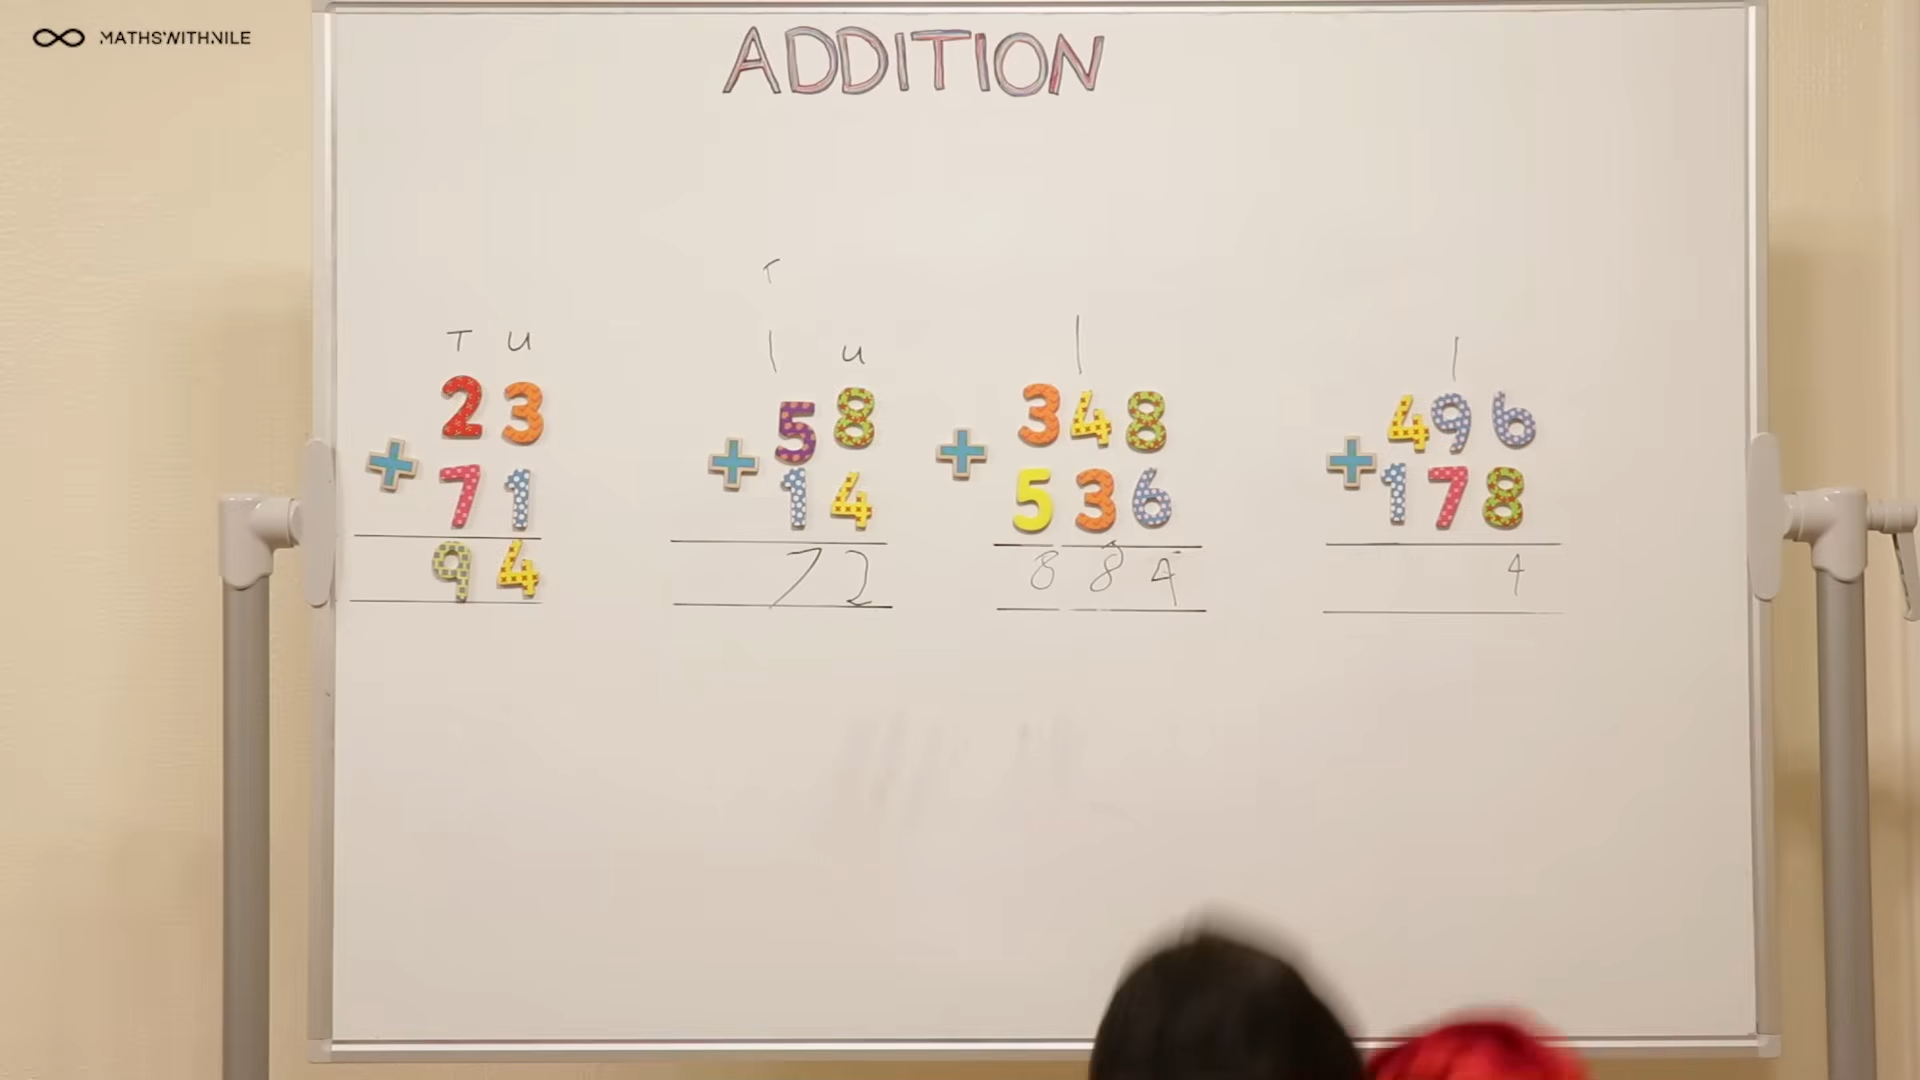 MATHSWITHNILE
ADDITION
T
T U
1 U
1
1
23
58
348
496
+ 71
+ 14
+ 536
+ 178
94
72
884
4